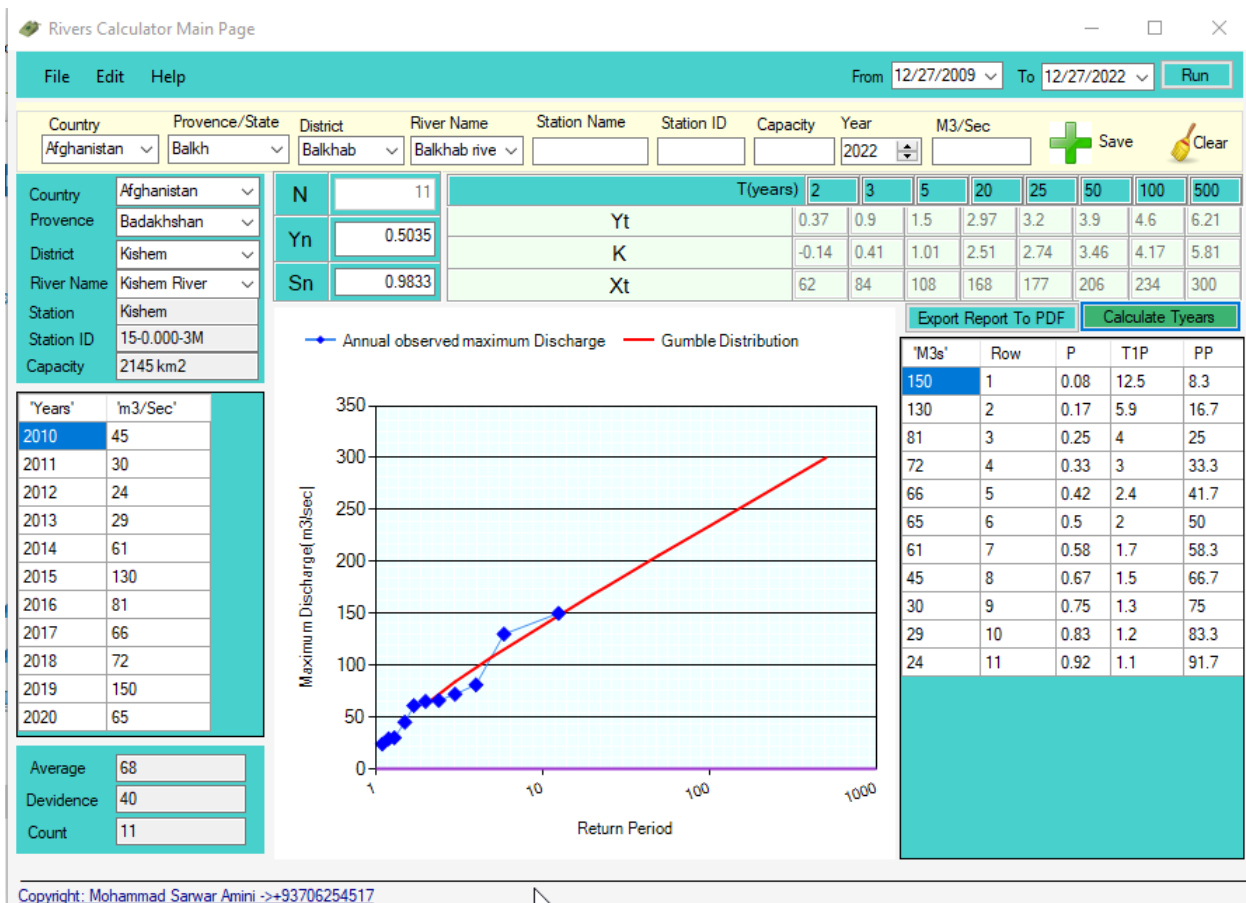 Rivers Calculator Main Page
File Edit Help From 12/27/2009 To 12/27/2022 Run
Country Provence/State District River Name Station Name Station ID Capacity Year M3/Sec
Afghanistan Balkh Balkhab Balkhab rive 2022 Save Clear
Country Afghanistan
Provence Badakhshan
District Kishem
River Name Kishem River
Station Kishem
Station ID 15-0.000-3M
Capacity 2145 km2
N 11
Yn 0.5035
Sn 0.9833
T(years) 2 3 5 20 25 50 100 500
Yt 0.37 0.9 1.5 2.97 3.2 3.9 4.6 6.21
K -0.14 0.41 1.01 2.51 2.74 3.46 4.17 5.81
Xt 62 84 108 168 177 206 234 300
Export Report To PDF Calculate Tyears
'Years' 'm3/Sec'
2010 45
2011 30
2012 24
2013 29
2014 61
2015 130
2016 81
2017 66
2018 72
2019 150
2020 65
Average 68
Devidence 40
Count 11
Annual observed maximum Discharge Gumble Distribution
350
300
250
200
150
100
50
0
Maximum Discharge[m3/sec]
1 10 100 1000
Return Period
'M3s' Row P T1P PP
150 1 0.08 12.5 8.3
130 2 0.17 5.9 16.7
81 3 0.25 4 25
72 4 0.33 3 33.3
66 5 0.42 2.4 41.7
65 6 0.5 2 50
61 7 0.58 1.7 58.3
45 8 0.67 1.5 66.7
30 9 0.75 1.3 75
29 10 0.83 1.2 83.3
24 11 0.92 1.1 91.7
Copyright: Mohammad Sarwar Amini ->+93706254517